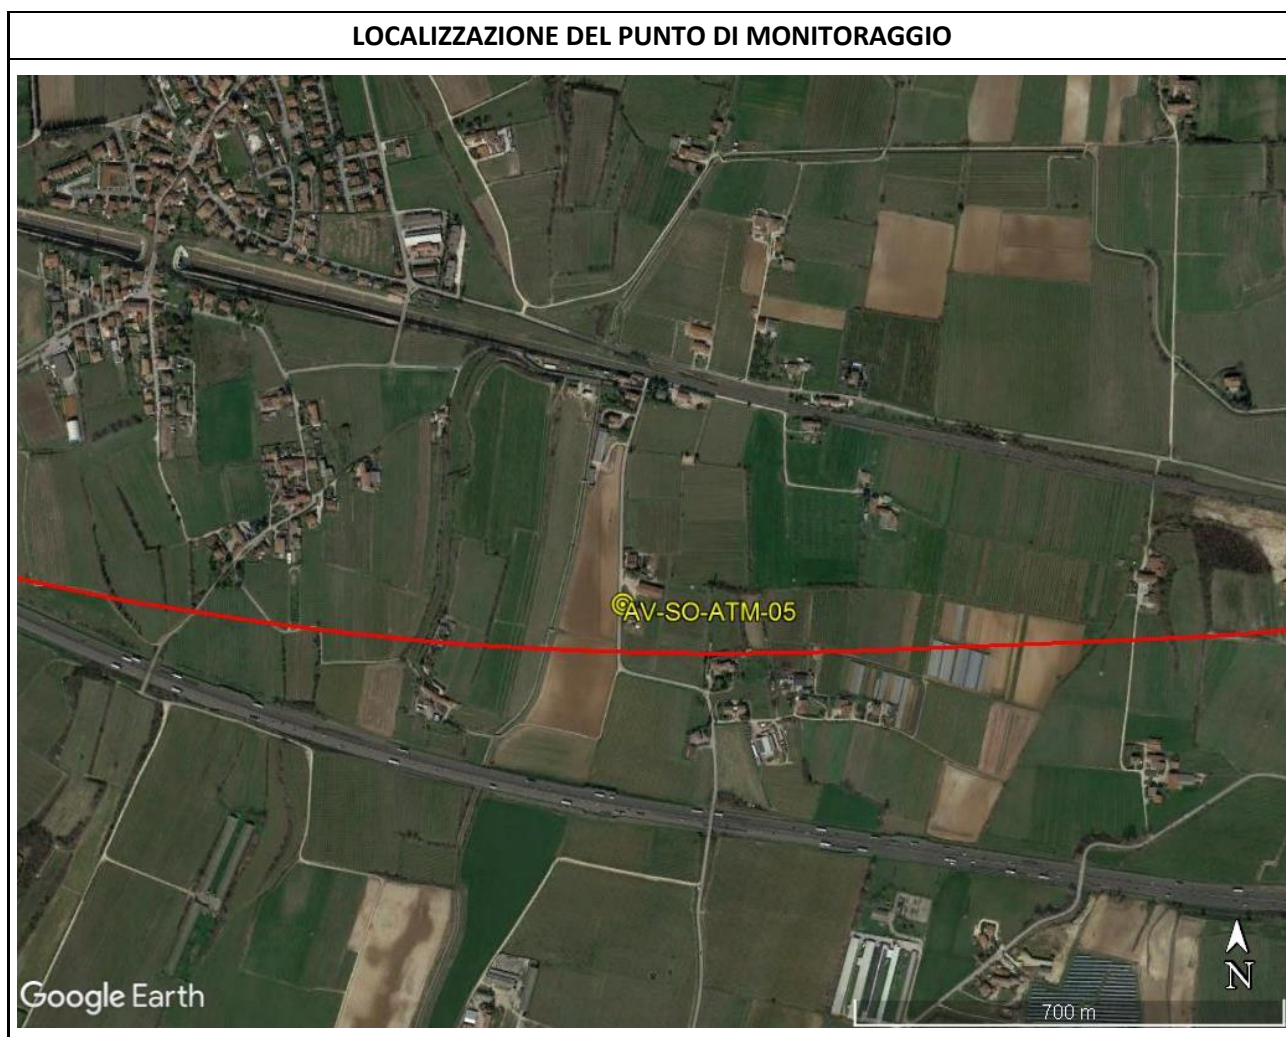 LOCALIZZAZIONE DEL PUNTO DI MONITORAGGIO
AV-SO-ATM-05
N
Google Earth
700 m